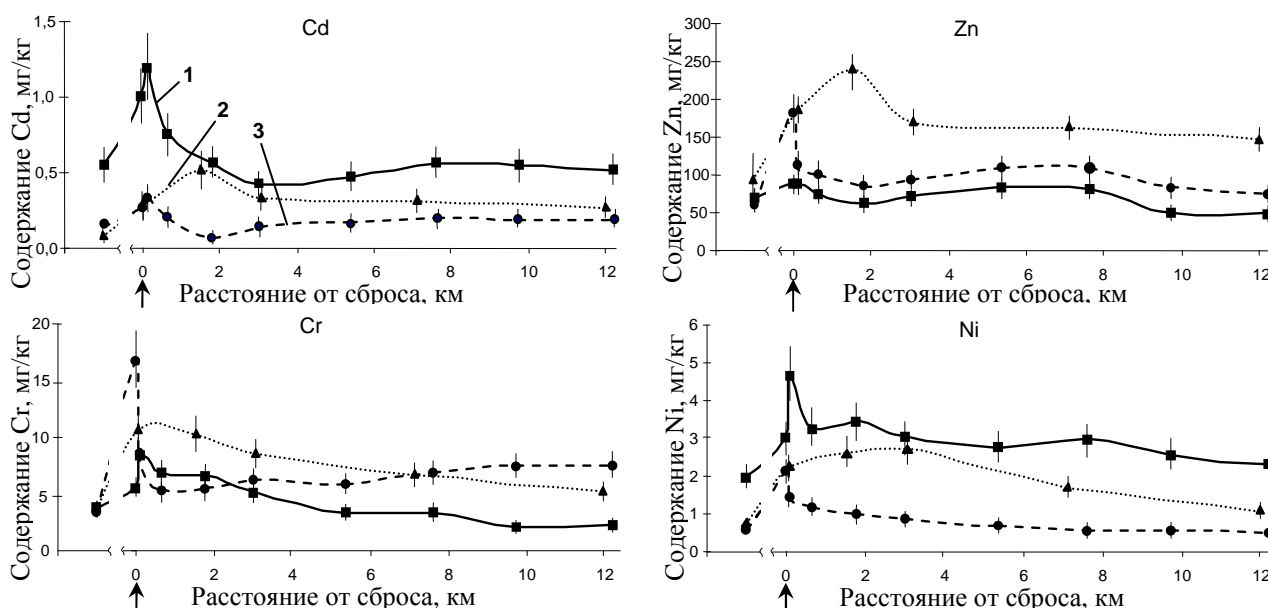 Cd
Содержание Cd, мг/кг
1,5
1,0
0,5
0,0
1
2
3
0 2 4 6 8 10 12
Расстояние от сброса, км
Zn
Содержание Zn, мг/кг
300
250
200
150
100
50
0
0 2 4 6 8 10 12
Расстояние от сброса, км
Cr
Содержание Cr, мг/кг
20
15
10
5
0
0 2 4 6 8 10 12
Расстояние от сброса, км
Ni
Содержание Ni, мг/кг
6
5
4
3
2
1
0
0 2 4 6 8 10 12
Расстояние от сброса, км